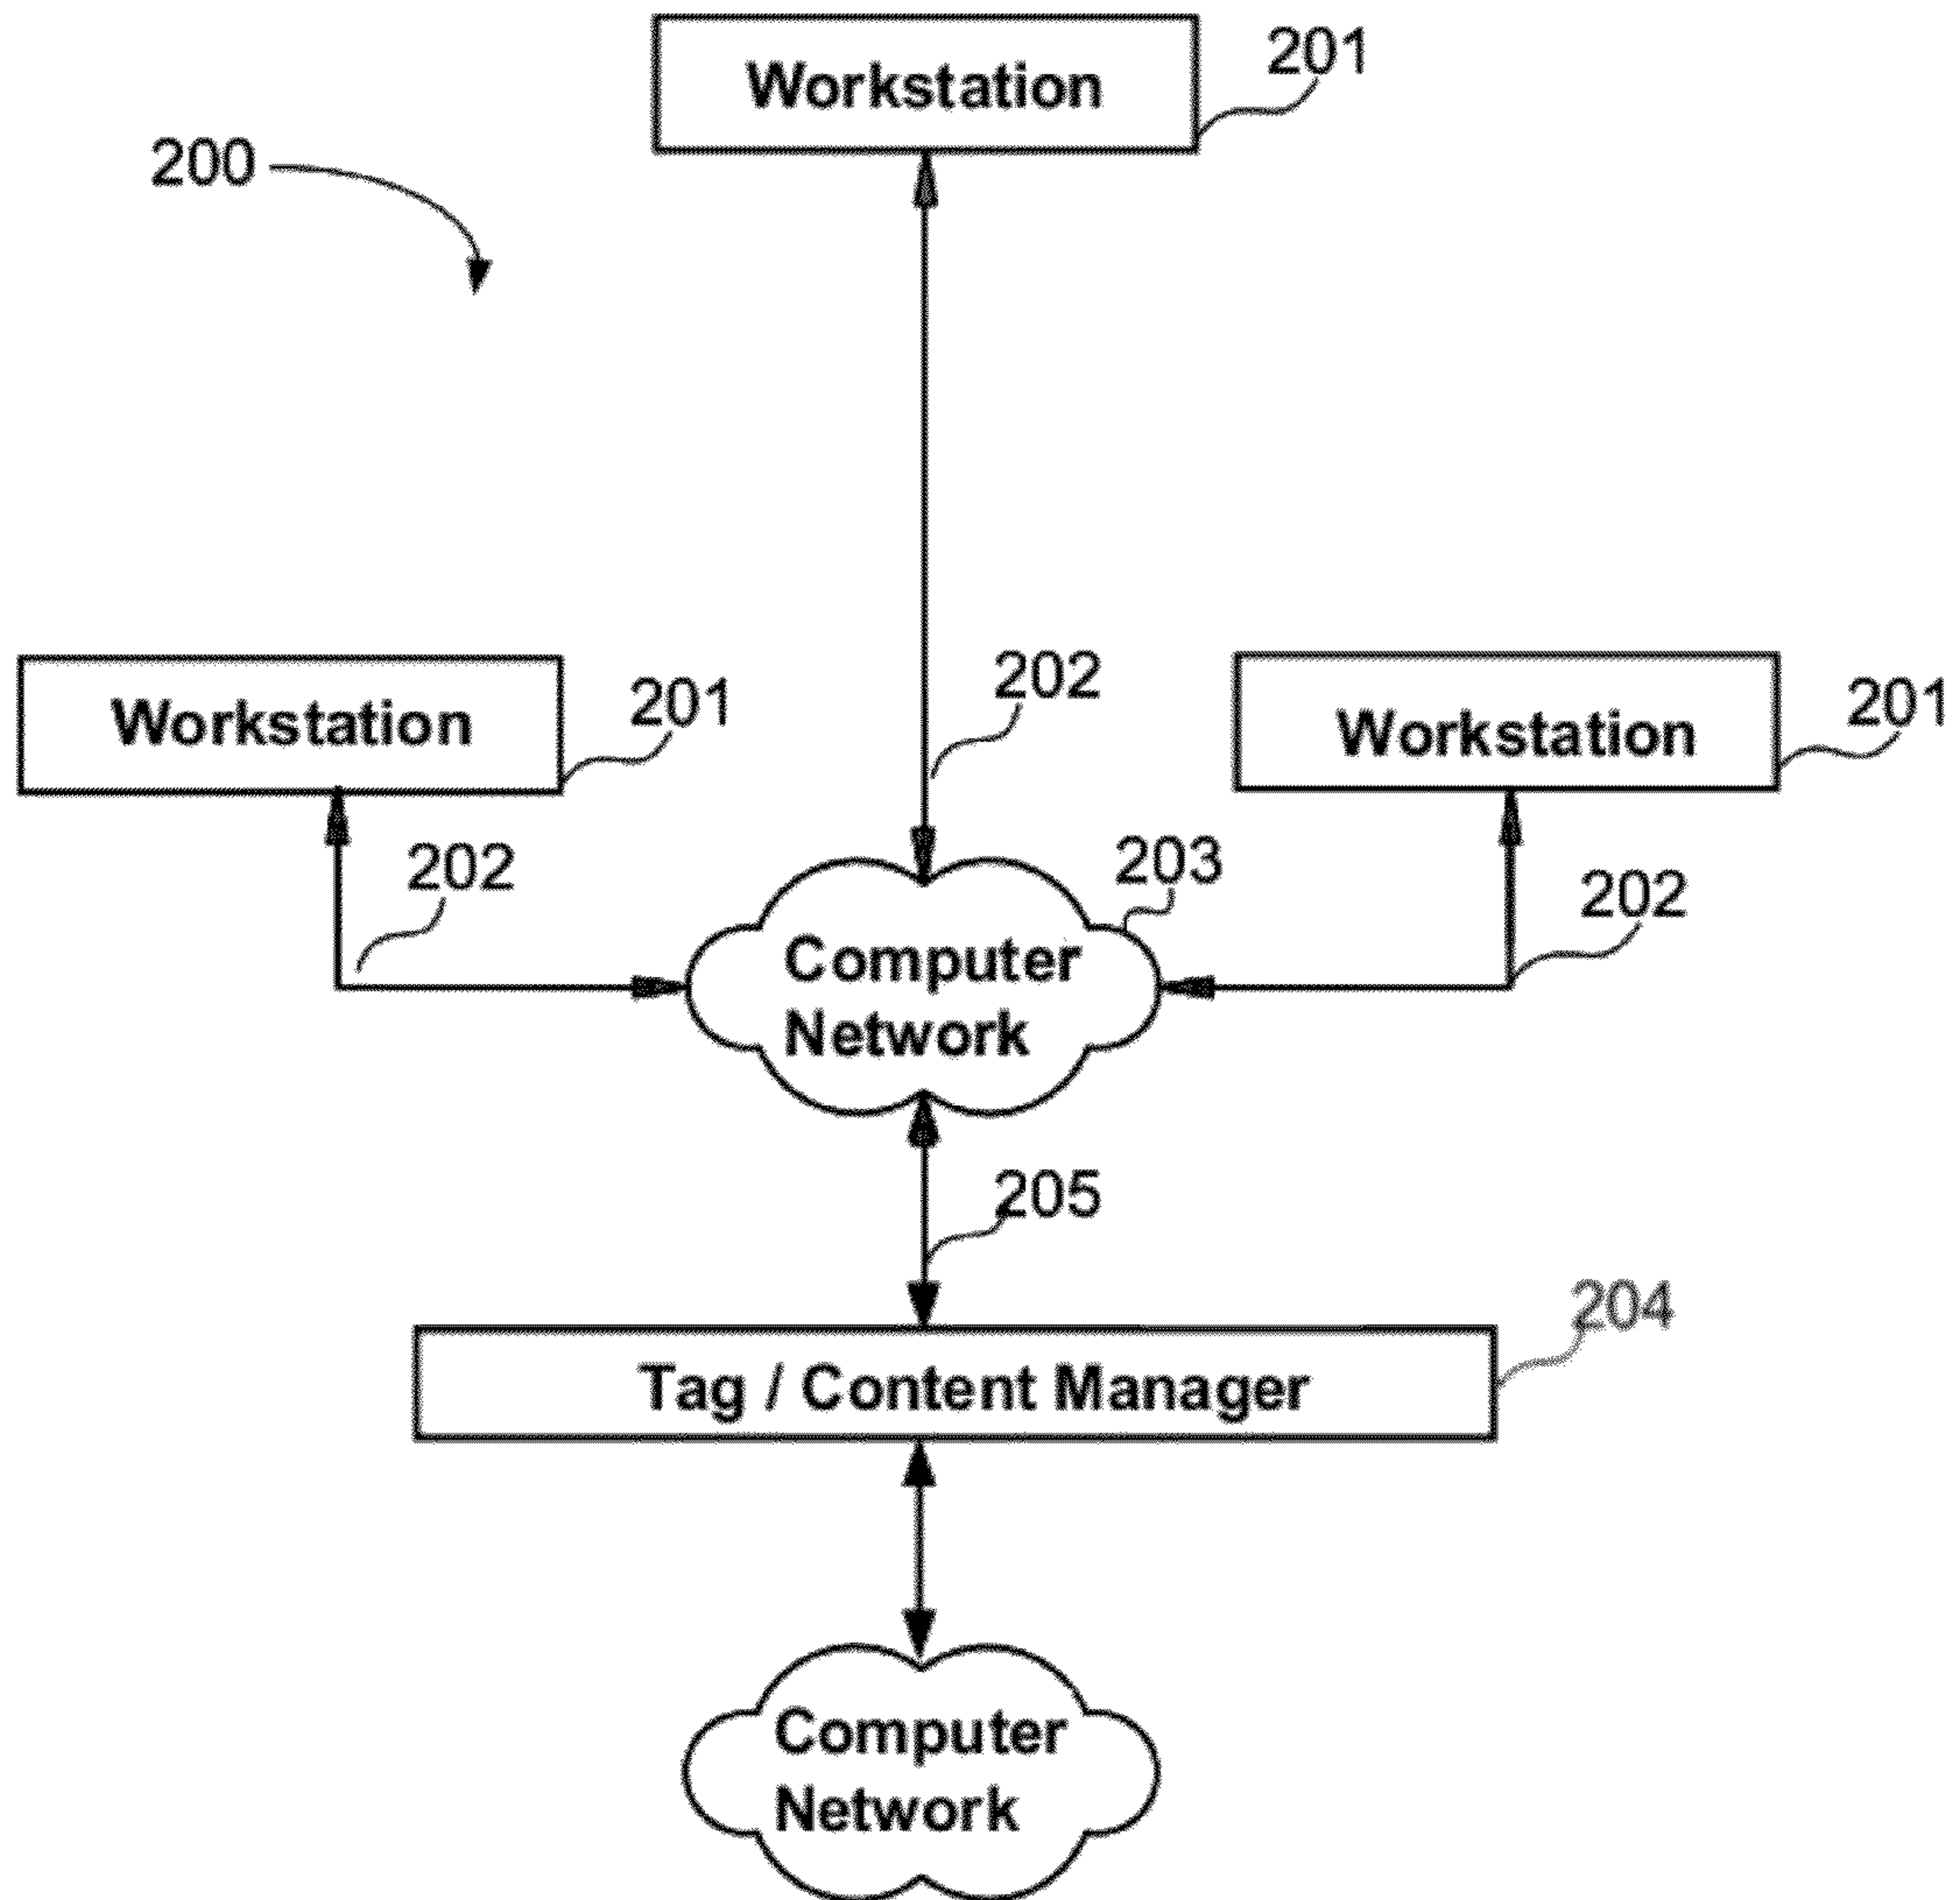 Workstation
201
200
Workstation
201
202
Workstation
201
202
203
202
Computer
Network
205
204
Tag / Content Manager
Computer
Network